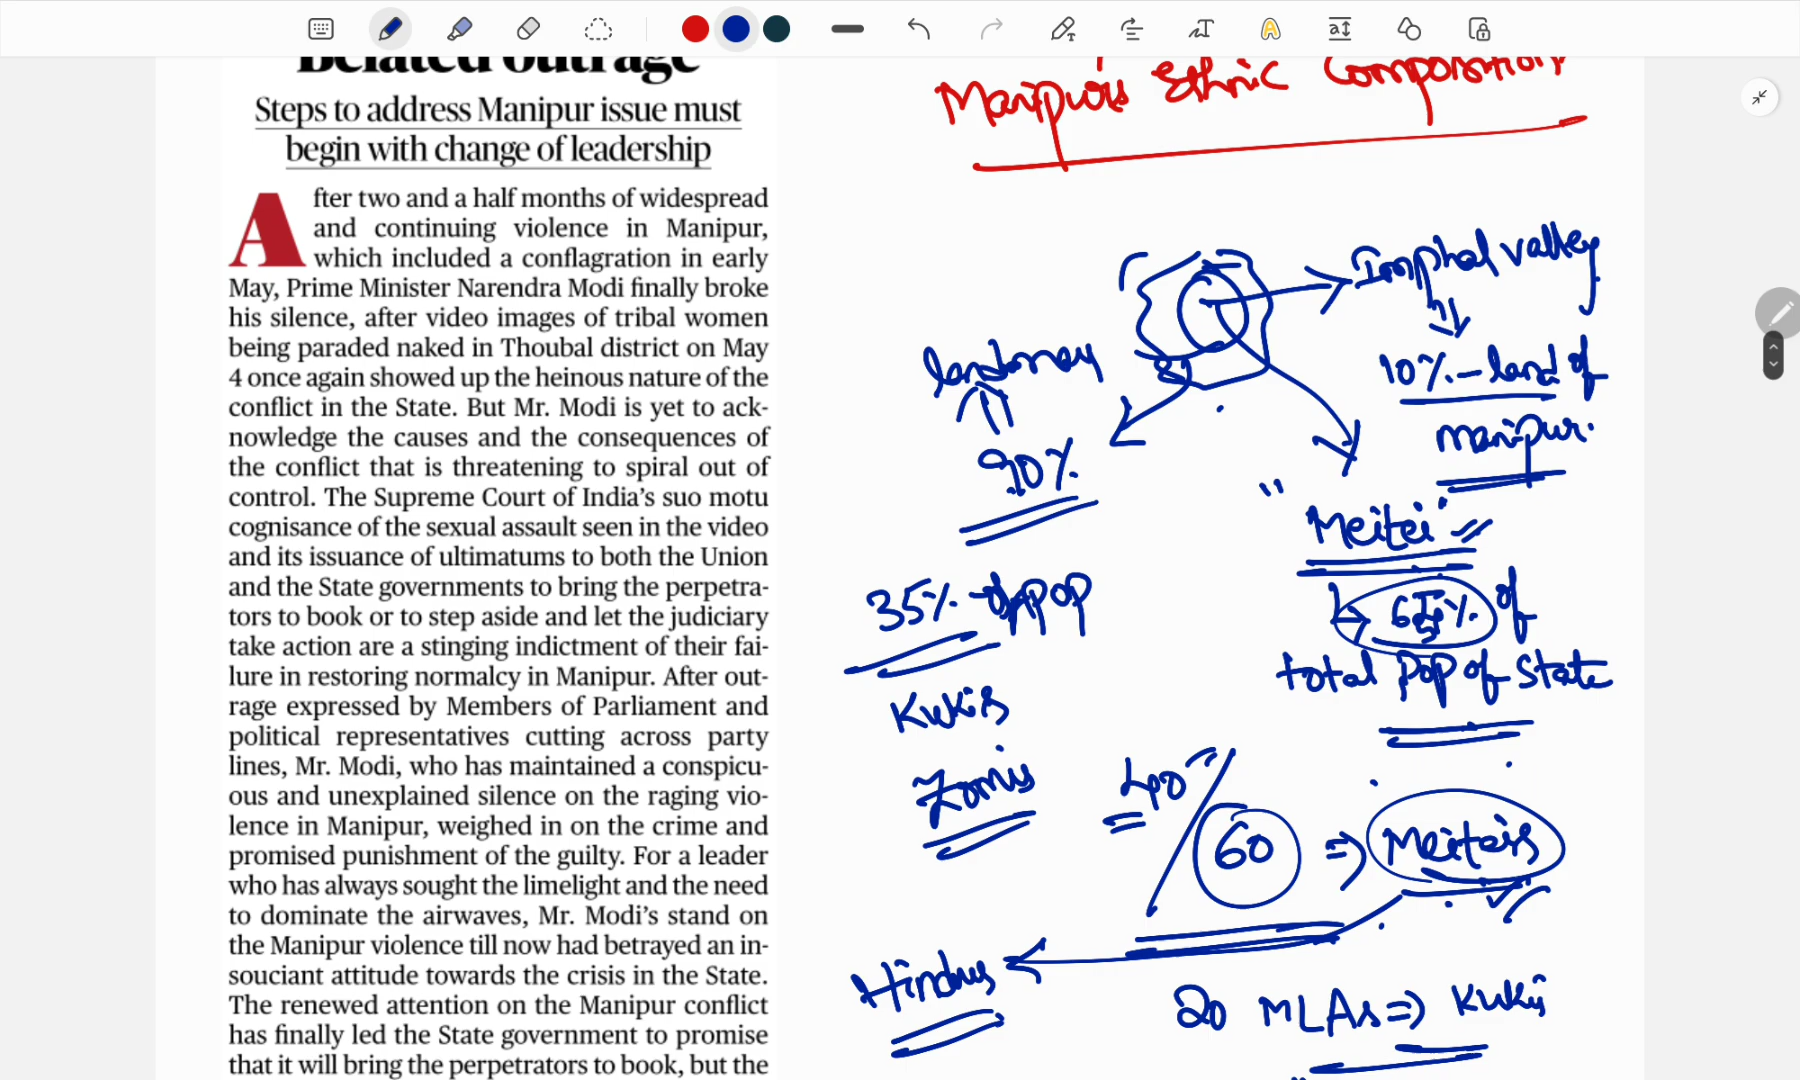 Belated outrage
Steps to address Manipur issue must
begin with change of leadership
After two and a half months of widespread
and continuing violence in Manipur,
which included a conflagration in early
May, Prime Minister Narendra Modi finally broke
his silence, after video images of tribal women
being paraded naked in Thoubal district on May
4 once again showed up the heinous nature of the
conflict in the State. But Mr. Modi is yet to ack-
nowledge the causes and the consequences of
the conflict that is threatening to spiral out of
control. The Supreme Court of India’s suo motu
cognisance of the sexual assault seen in the video
and its issuance of ultimatums to both the Union
and the State governments to bring the perpetra-
tors to book or to step aside and let the judiciary
take action are a stinging indictment of their fai-
lure in restoring normalcy in Manipur. After out-
rage expressed by Members of Parliament and
political representatives cutting across party
lines, Mr. Modi, who has maintained a conspicu-
ous and unexplained silence on the raging vio-
lence in Manipur, weighed in on the crime and
promised punishment of the guilty. For a leader
who has always sought the limelight and the need
to dominate the airwaves, Mr. Modi’s stand on
the Manipur violence till now had betrayed an in-
souciant attitude towards the crisis in the State.
The renewed attention on the Manipur conflict
has finally led the State government to promise
that it will bring the perpetrators to book, but the
Manipur's Ethnic Composition
Imphal valley
10% - land of
manipur.
90%
"Meitei"
65% of
total pop of state
35% of pop
Kukis
Zomis
40
60 => Meiteis
Hindus
20 MLAs => Kukis